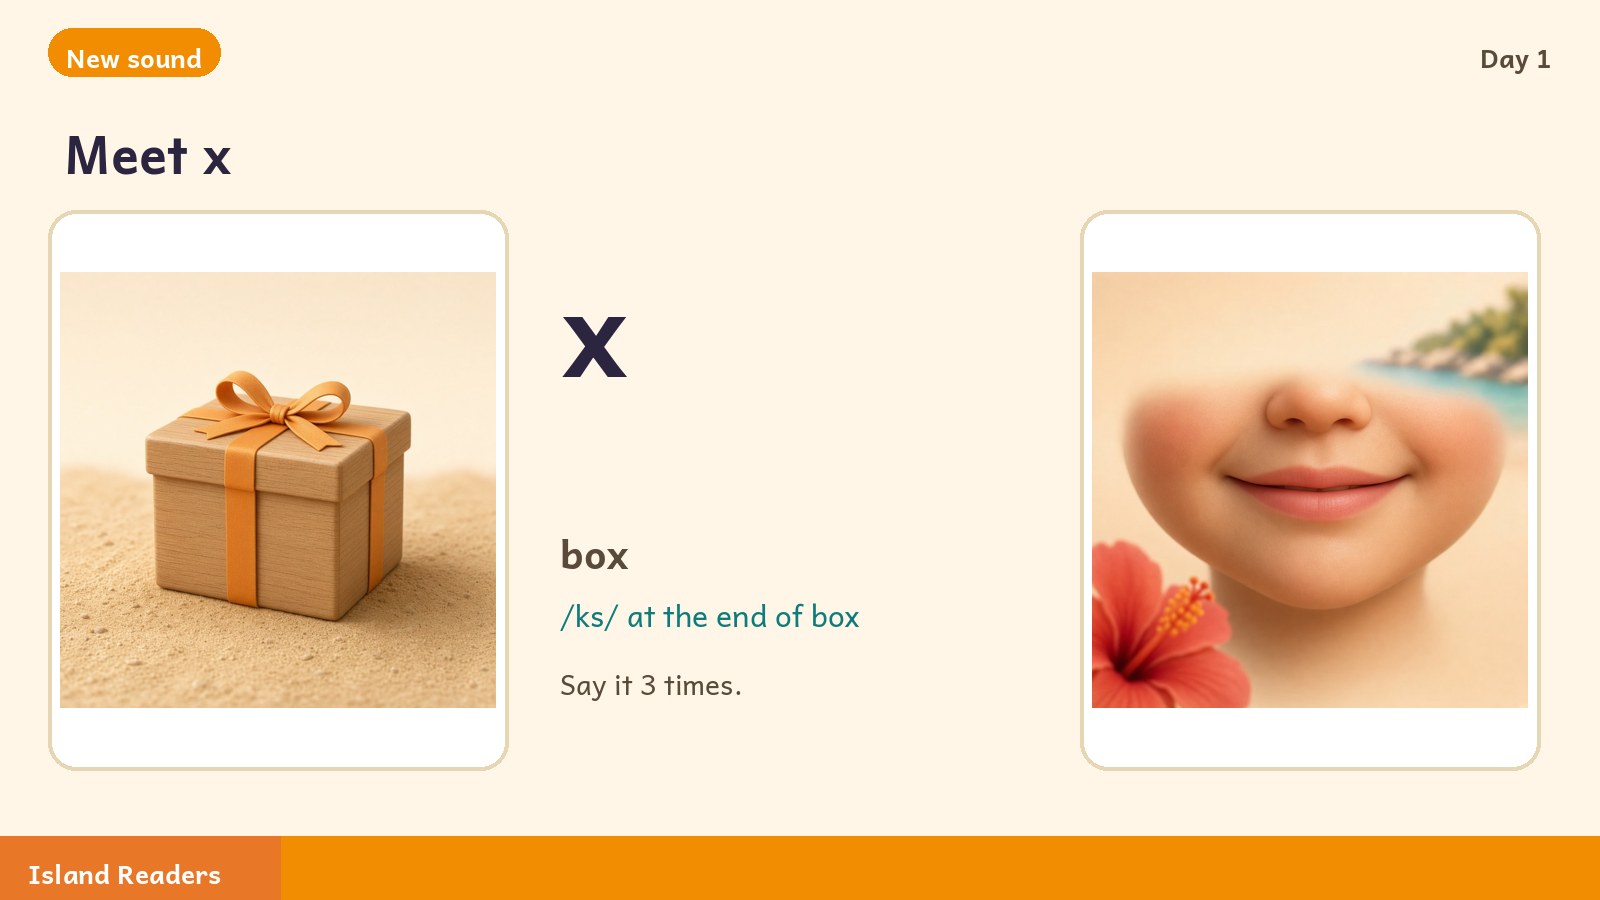 New sound
Day 1
Meet x
x
box
/ks/ at the end of box
Say it 3 times.
Island Readers